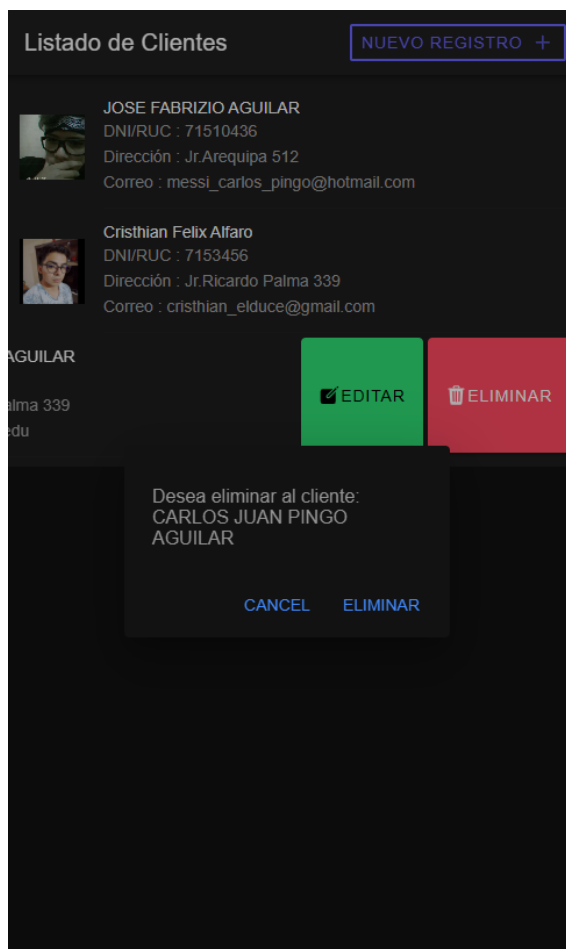 Listado de Clientes
NUEVO REGISTRO +
JOSE FABRIZIO AGUILAR
DNI/RUC : 71510436
Dirección : Jr.Arequipa 512
Correo : messi_carlos_pingo@hotmail.com
Cristhian Felix Alfaro
DNI/RUC : 7153456
Dirección : Jr.Ricardo Palma 339
Correo : cristhian_elduce@gmail.com
AGUILAR
alma 339
edu
EDITAR
ELIMINAR
Desea eliminar al cliente:
CARLOS JUAN PINGO
AGUILAR
CANCEL ELIMINAR